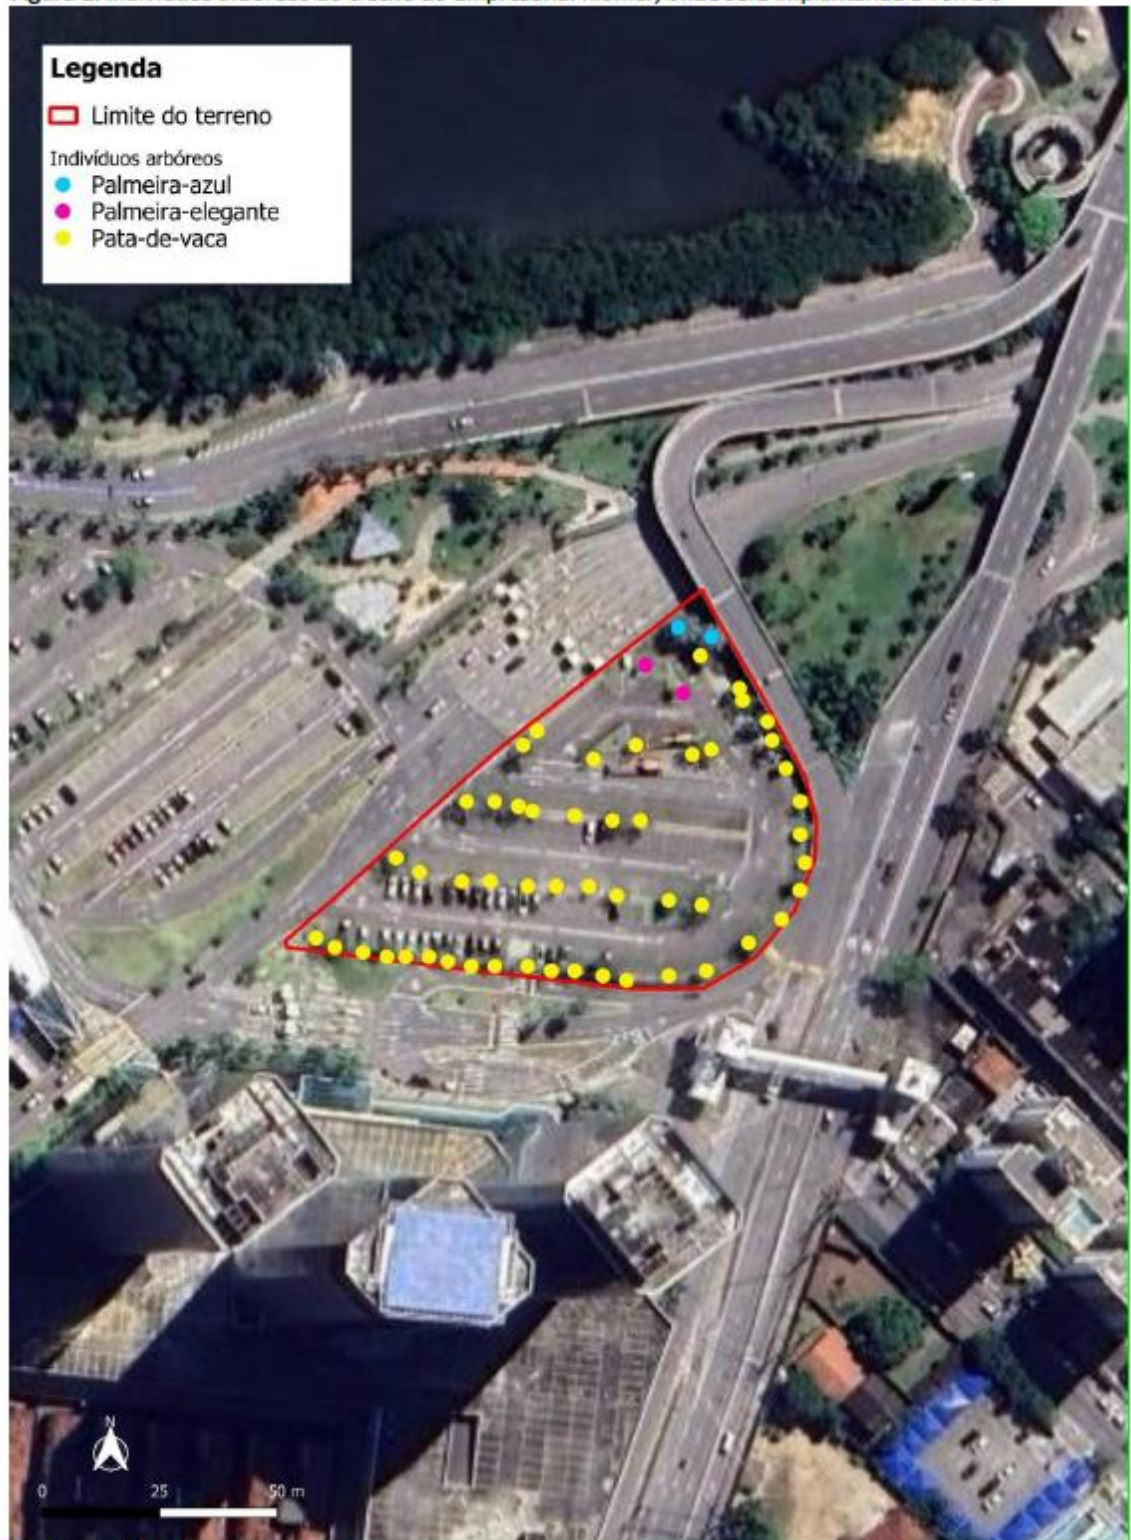 Legenda
Limite do terreno
Indivíduos arbóreos
Palmeira-azul
Palmeira-elegante
Pata-de-vaca
N
0 25 50 m